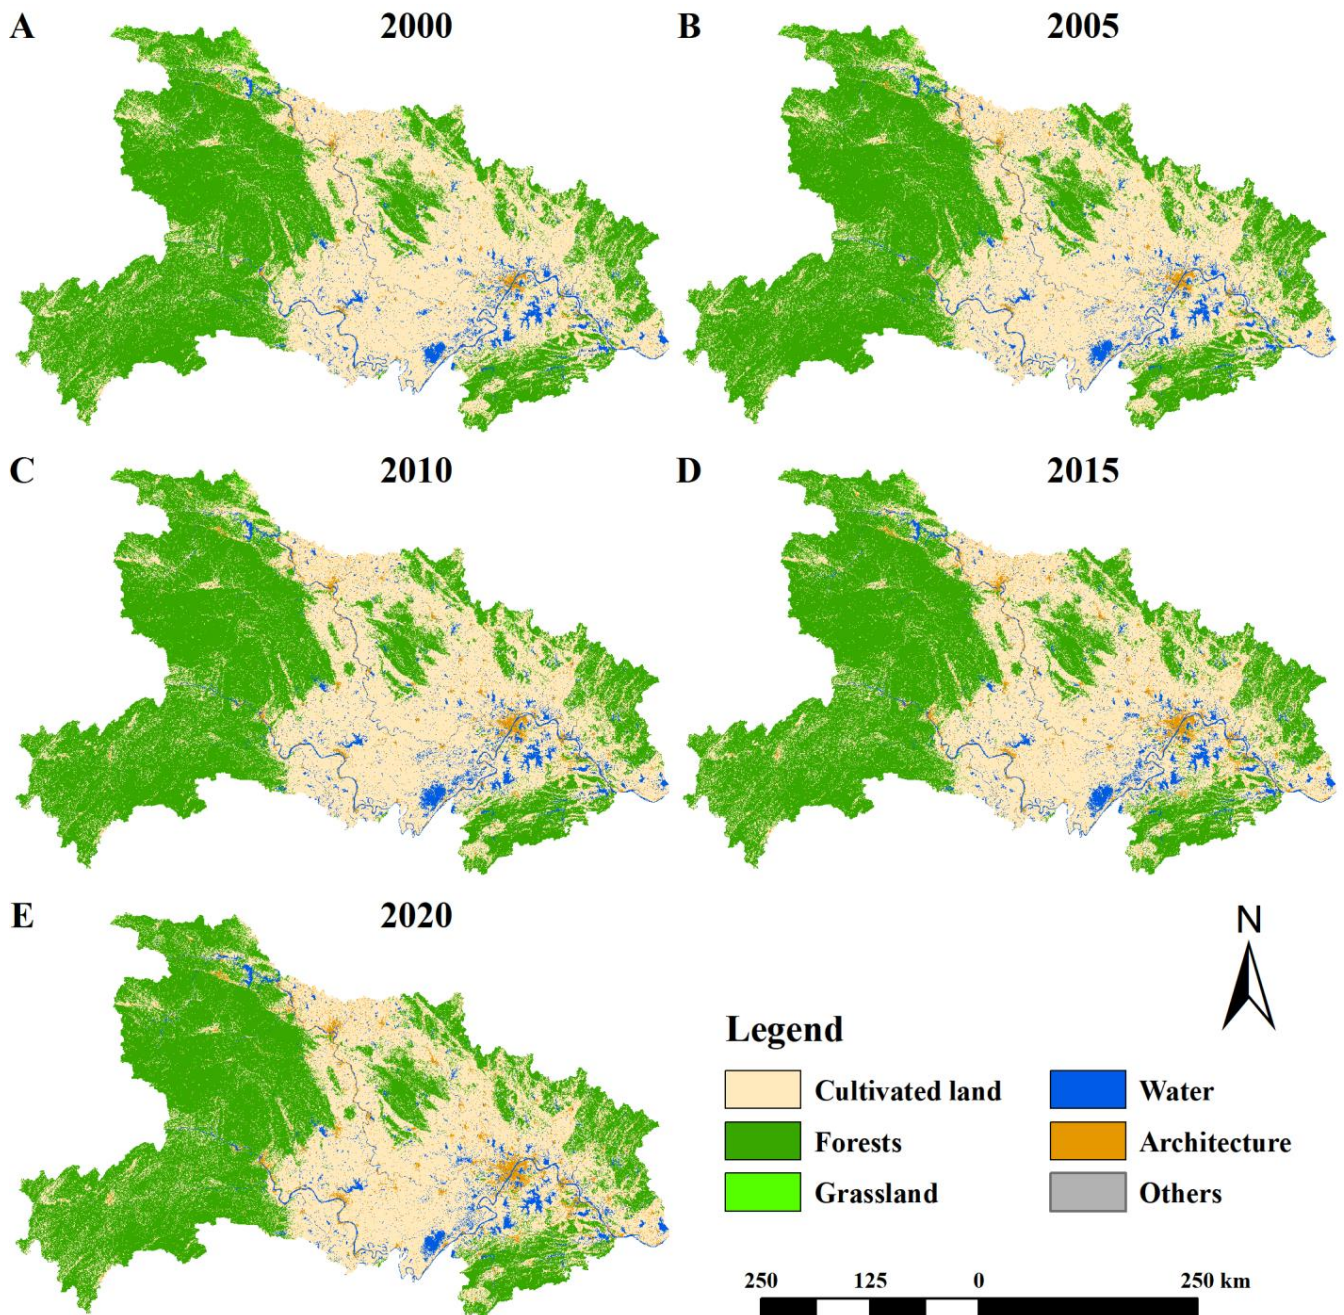 A 2000 B 2005
C 2010 D 2015
E 2020
N
Legend
Cultivated land Water
Forests Architecture
Grassland Others
250 125 0 250 km